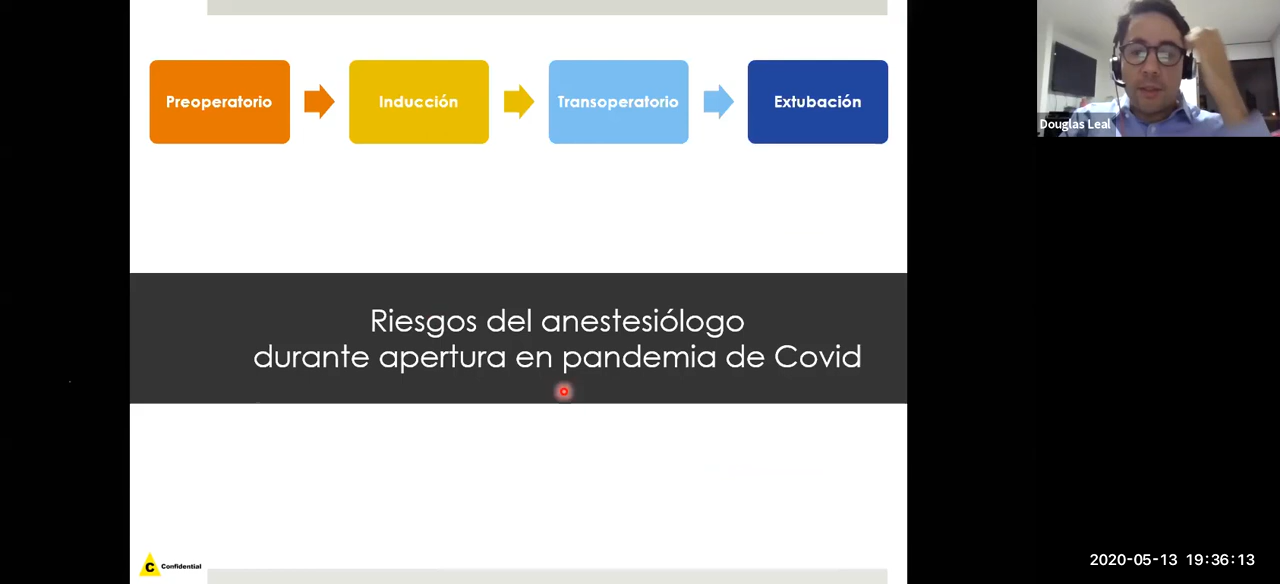 Preoperatorio
Inducción
Transoperatorio
Extubación
Douglas Leal
Riesgos del anestesiólogo
durante apertura en pandemia de Covid
C Confidential
2020-05-13 19:36:13